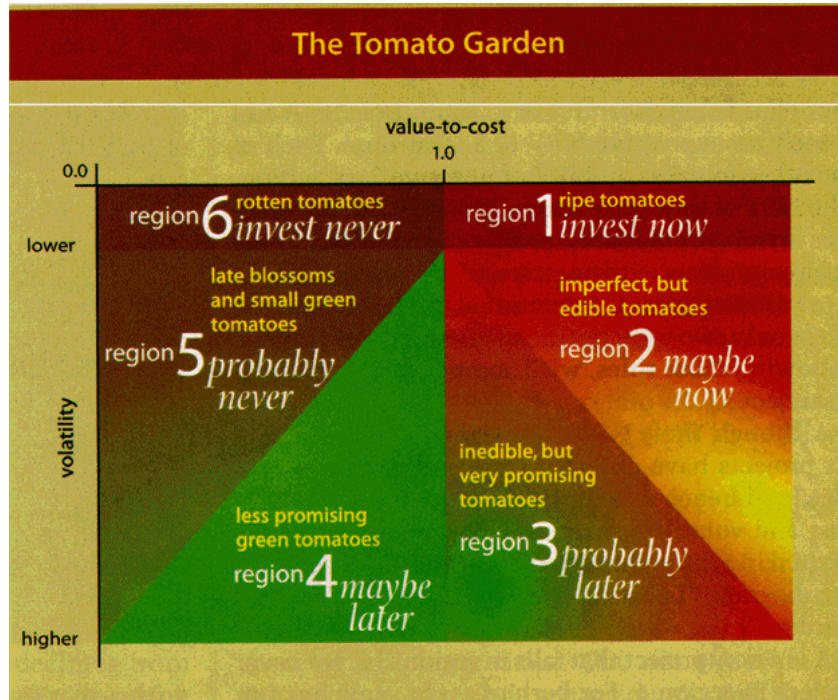 The Tomato Garden
value-to-cost
0.0
1.0
region 6 rotten tomatoes
invest never
region 1 ripe tomatoes
invest now
lower
late blossoms
and small green
tomatoes
region 5 probably
never
imperfect, but
edible tomatoes
region 2 maybe
now
volatility
inedible, but
very promising
tomatoes
region 3 probably
later
less promising
green tomatoes
region 4 maybe
later
higher